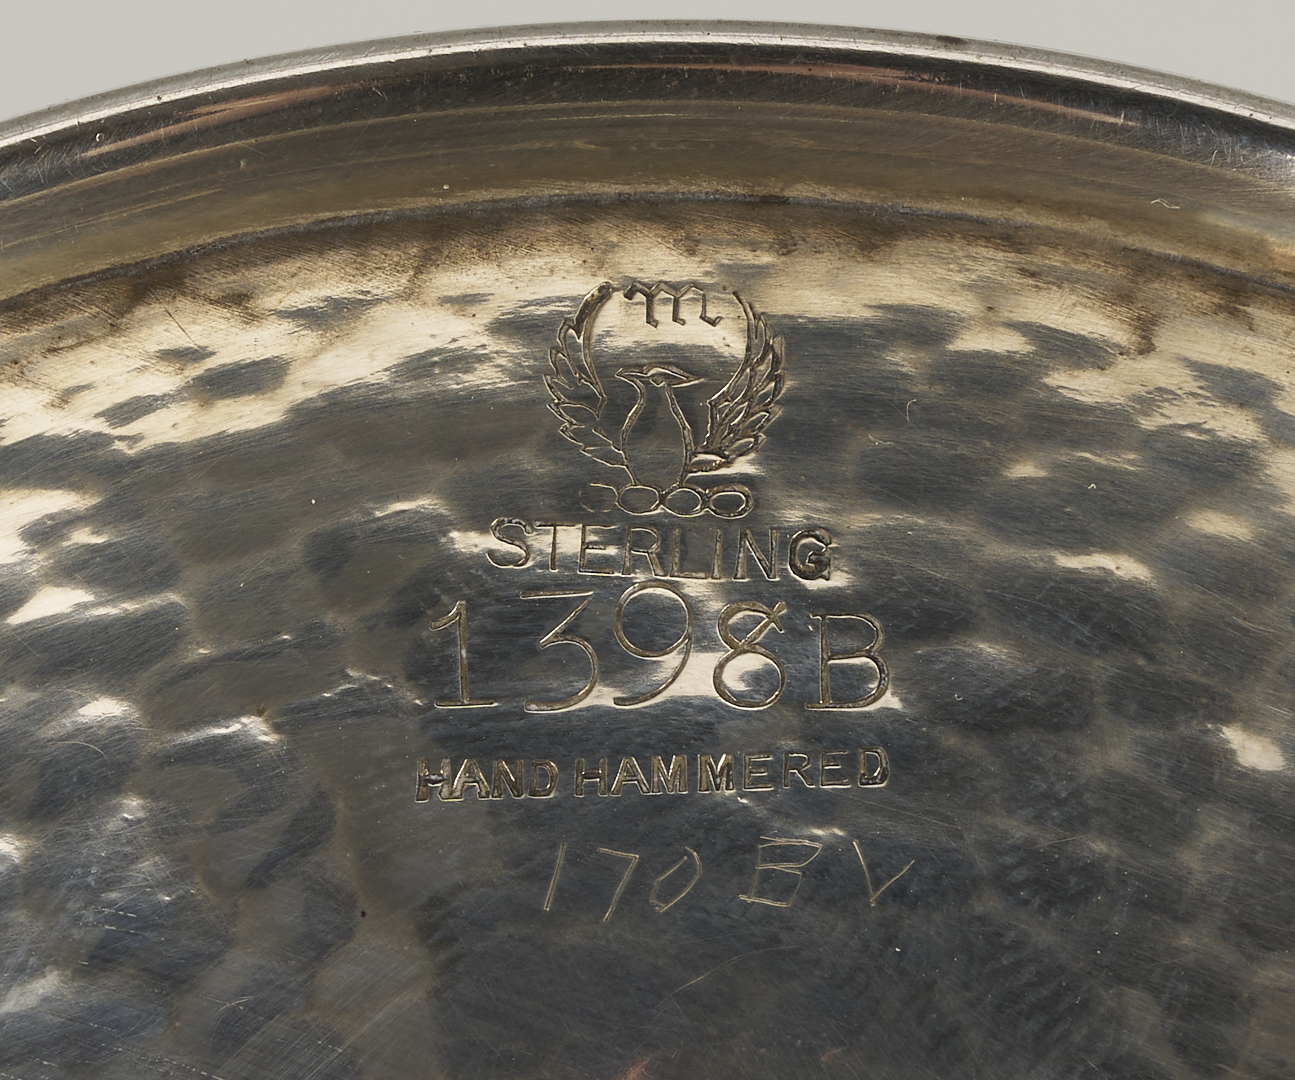 m
STERLING
1398B
HAND HAMMERED
170 BV